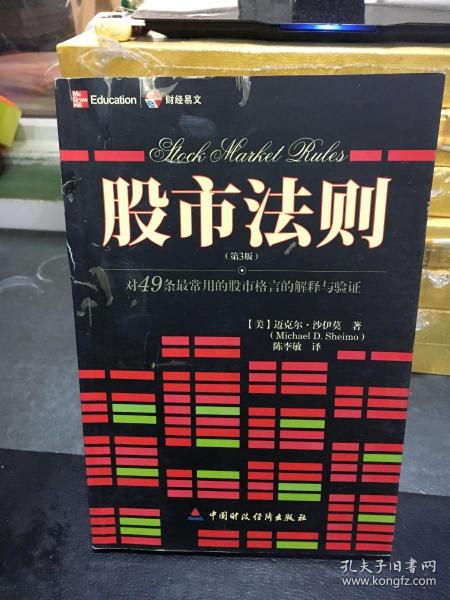 Mc
Graw
Hill
Education
财经易文
Stock Market Rules
股市法则
（第3版）
对49条最常用的股市格言的解释与验证
【美】迈克尔·沙伊莫 著
（Michael D. Sheimo）
陈李敏 译
中国财政经济出版社
孔夫子旧书网
www.kongfz.com